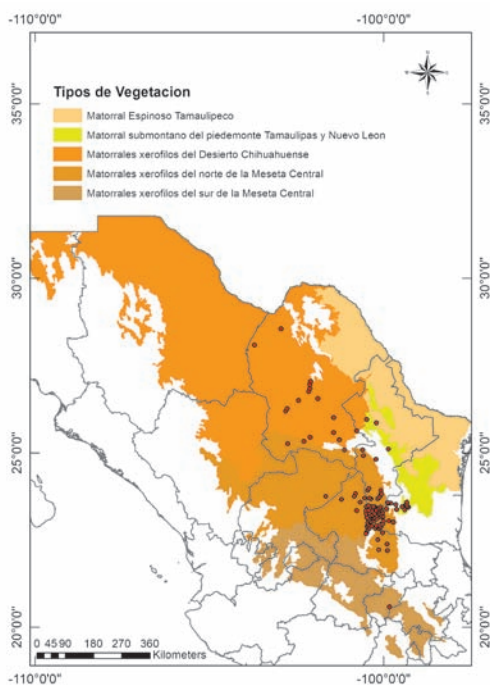 -110°0'0" -100°0'0"
N
Tipos de Vegetacion
Matorral Espinoso Tamaulipeco
Matorral submontano del piedemonte Tamaulipas y Nuevo Leon
Matorrales xerofilos del Desierto Chihuahuense
Matorrales xerofilos del norte de la Meseta Central
Matorrales xerofilos del sur de la Meseta Central
35°0'0" 35°0'0"
30°0'0" 30°0'0"
25°0'0" 25°0'0"
20°0'0" 20°0'0"
0 45 90 180 270 360
Kilometers
-110°0'0" -100°0'0"